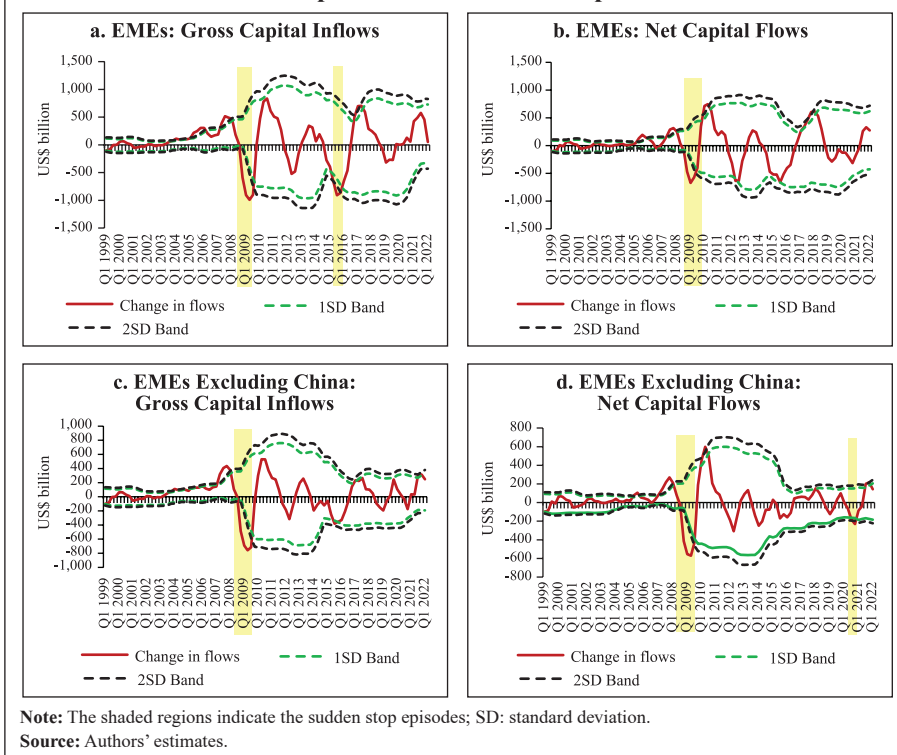 a. EMEs: Gross Capital Inflows
US$ billion
1,500
1,000
500
0
-500
-1,000
-1,500
Q1 1999
Q1 2000
Q1 2001
Q1 2002
Q1 2003
Q1 2004
Q1 2005
Q1 2006
Q1 2007
Q1 2008
Q1 2009
Q1 2010
Q1 2011
Q1 2012
Q1 2013
Q1 2014
Q1 2015
Q1 2016
Q1 2017
Q1 2018
Q1 2019
Q1 2020
Q1 2021
Q1 2022
Change in flows
1SD Band
2SD Band
b. EMEs: Net Capital Flows
US$ billion
1,500
1,000
500
0
-500
-1,000
-1,500
Q1 1999
Q1 2000
Q1 2001
Q1 2002
Q1 2003
Q1 2004
Q1 2005
Q1 2006
Q1 2007
Q1 2008
Q1 2009
Q1 2010
Q1 2011
Q1 2012
Q1 2013
Q1 2014
Q1 2015
Q1 2016
Q1 2017
Q1 2018
Q1 2019
Q1 2020
Q1 2021
Q1 2022
Change in flows
1SD Band
2SD Band
c. EMEs Excluding China:
Gross Capital Inflows
US$ billion
1,000
800
600
400
200
0
-200
-400
-600
-800
-1,000
Q1 1999
Q1 2000
Q1 2001
Q1 2002
Q1 2003
Q1 2004
Q1 2005
Q1 2006
Q1 2007
Q1 2008
Q1 2009
Q1 2010
Q1 2011
Q1 2012
Q1 2013
Q1 2014
Q1 2015
Q1 2016
Q1 2017
Q1 2018
Q1 2019
Q1 2020
Q1 2021
Q1 2022
Change in flows
1SD Band
2SD Band
d. EMEs Excluding China:
Net Capital Flows
US$ billion
800
600
400
200
0
-200
-400
-600
-800
Q1 1999
Q1 2000
Q1 2001
Q1 2002
Q1 2003
Q1 2004
Q1 2005
Q1 2006
Q1 2007
Q1 2008
Q1 2009
Q1 2010
Q1 2011
Q1 2012
Q1 2013
Q1 2014
Q1 2015
Q1 2016
Q1 2017
Q1 2018
Q1 2019
Q1 2020
Q1 2021
Q1 2022
Change in flows
1SD Band
2SD Band
Note: The shaded regions indicate the sudden stop episodes; SD: standard deviation.
Source: Authors' estimates.